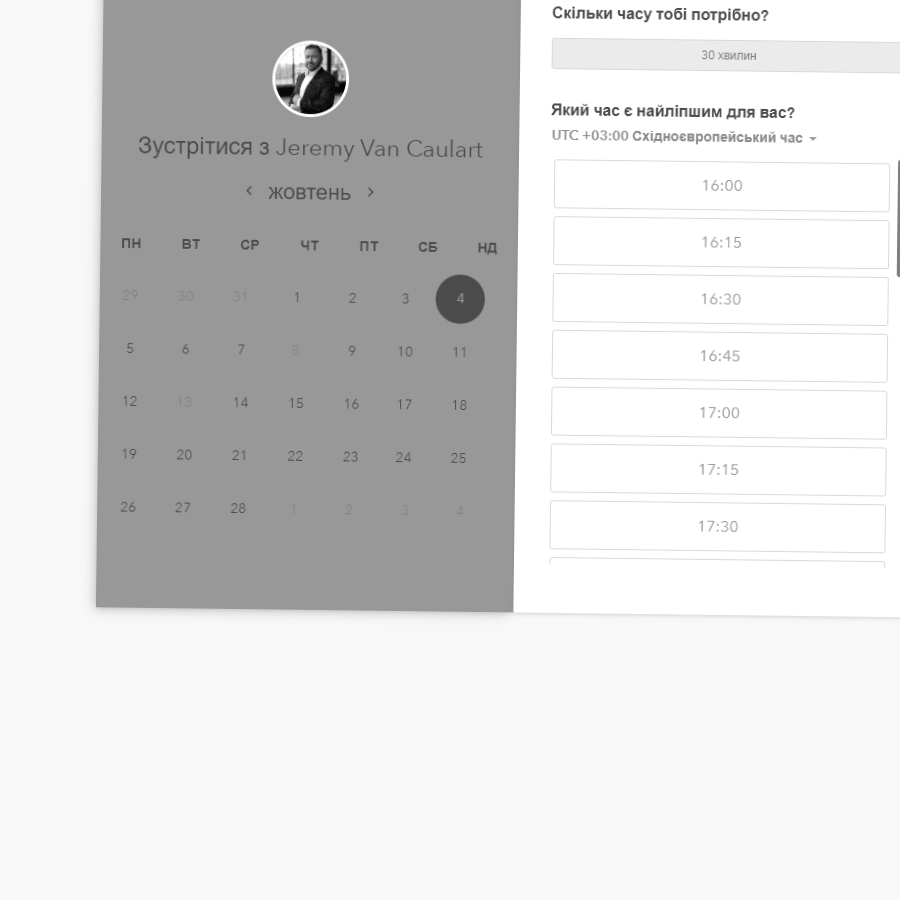 Зустрітися з Jeremy Van Caulart
жовтень
ПН ВТ СР ЧТ ПТ СБ НД
29 30 31 1 2 3 4
5 6 7 8 9 10 11
12 13 14 15 16 17 18
19 20 21 22 23 24 25
26 27 28 1 2 3 4
Скільки часу тобі потрібно?
30 хвилин
Який час є найліпшим для вас?
UTC +03:00 Східноєвропейський час
16:00
16:15
16:30
16:45
17:00
17:15
17:30